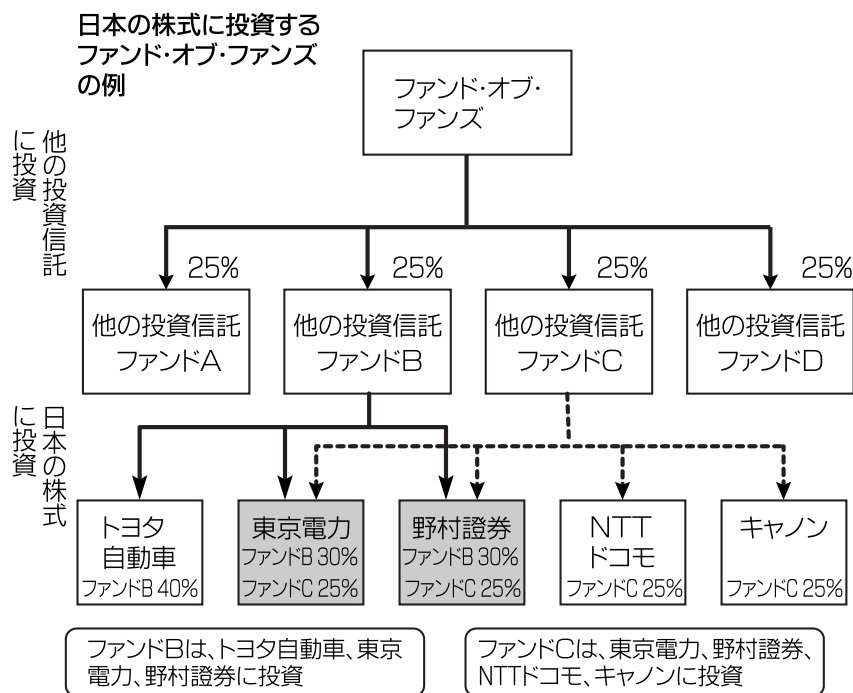 日本の株式に投資する
ファンド・オブ・ファンズ
の例
ファンド・オブ・
ファンズ
他の投資信託
に投資
25%
25%
25%
25%
他の投資信託
ファンドA
他の投資信託
ファンドB
他の投資信託
ファンドC
他の投資信託
ファンドD
日本の株式
に投資
トヨタ
自動車
ファンドB 40%
東京電力
ファンドB 30%
ファンドC 25%
野村證券
ファンドB 30%
ファンドC 25%
NTT
ドコモ
ファンドC 25%
キャノン
ファンドC 25%
ファンドBは、トヨタ自動車、東京
電力、野村證券に投資
ファンドCは、東京電力、野村證券、
NTTドコモ、キャノンに投資